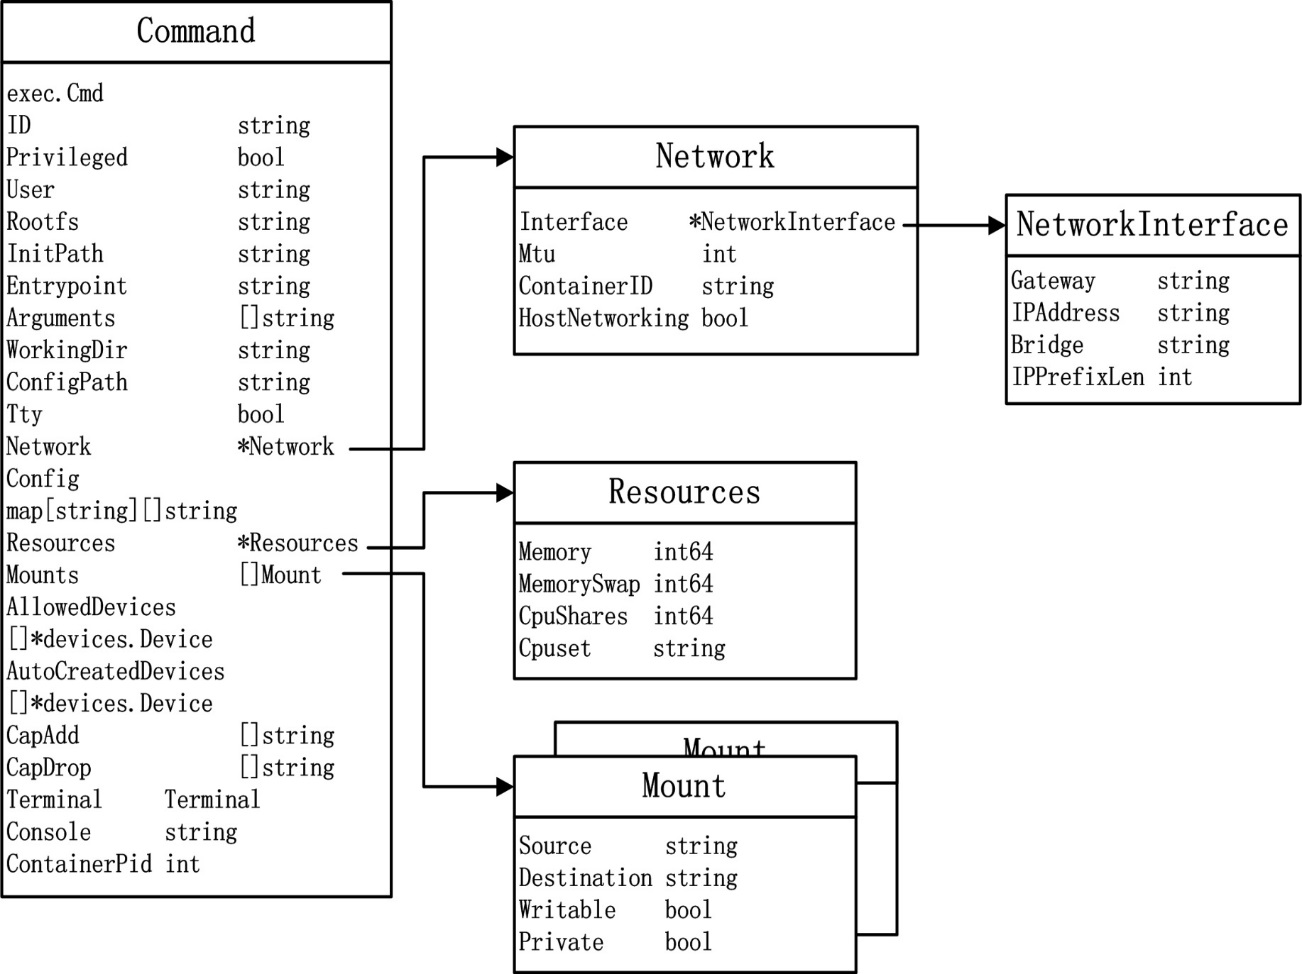 Command
exec.Cmd
ID string
Privileged bool
User string
Rootfs string
InitPath string
Entrypoint string
Arguments []string
WorkingDir string
ConfigPath string
Tty bool
Network *Network
Config
map[string][]string
Resources *Resources
Mounts []Mount
AllowedDevices
[]*devices.Device
AutoCreatedDevices
[]*devices.Device
CapAdd []string
CapDrop []string
Terminal Terminal
Console string
ContainerPid int
Network
Interface *NetworkInterface
Mtu int
ContainerID string
HostNetworking bool
NetworkInterface
Gateway string
IPAddress string
Bridge string
IPPrefixLen int
Resources
Memory int64
MemorySwap int64
CpuShares int64
Cpuset string
Mount
Mount
Source string
Destination string
Writable bool
Private bool